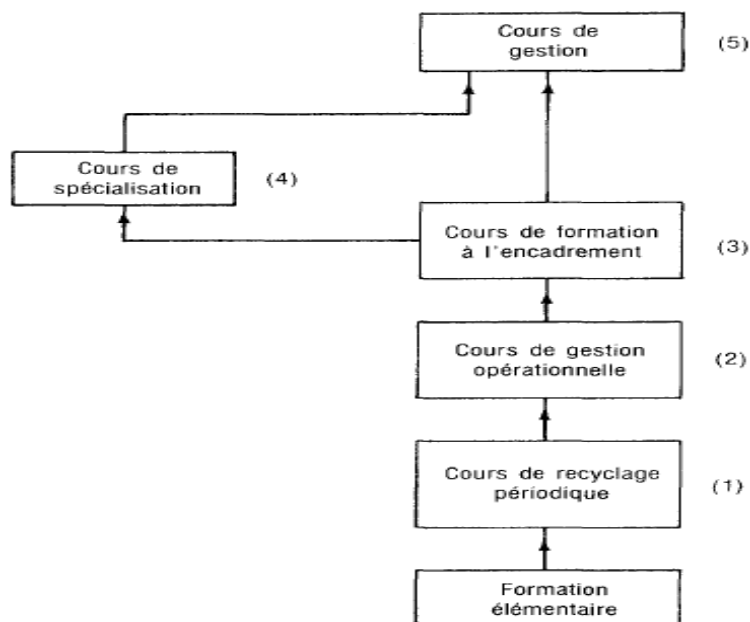 Cours de
gestion
(5)
Cours de
spécialisation
(4)
Cours de formation
à l'encadrement
(3)
Cours de gestion
opérationnelle
(2)
Cours de recyclage
périodique
(1)
Formation
élémentaire